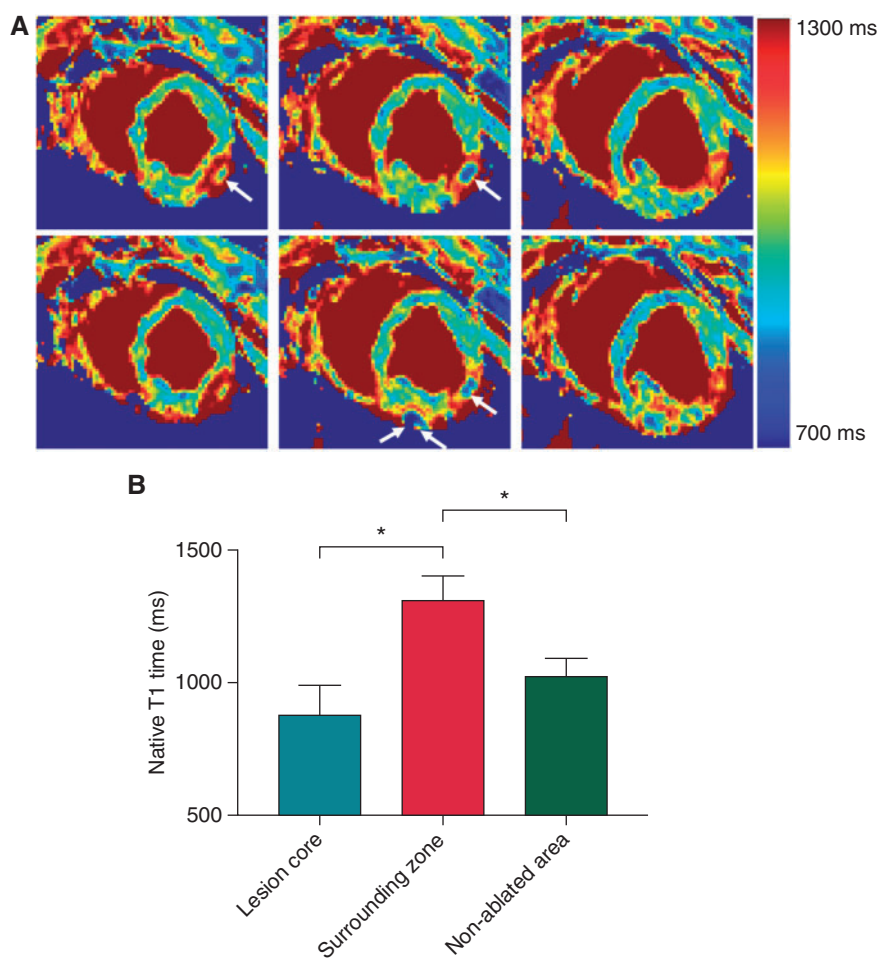 A
1300 ms
700 ms
B
*
*
1500
1000
500
Native T1 time (ms)
Lesion core
Surrounding zone
Non-ablated area